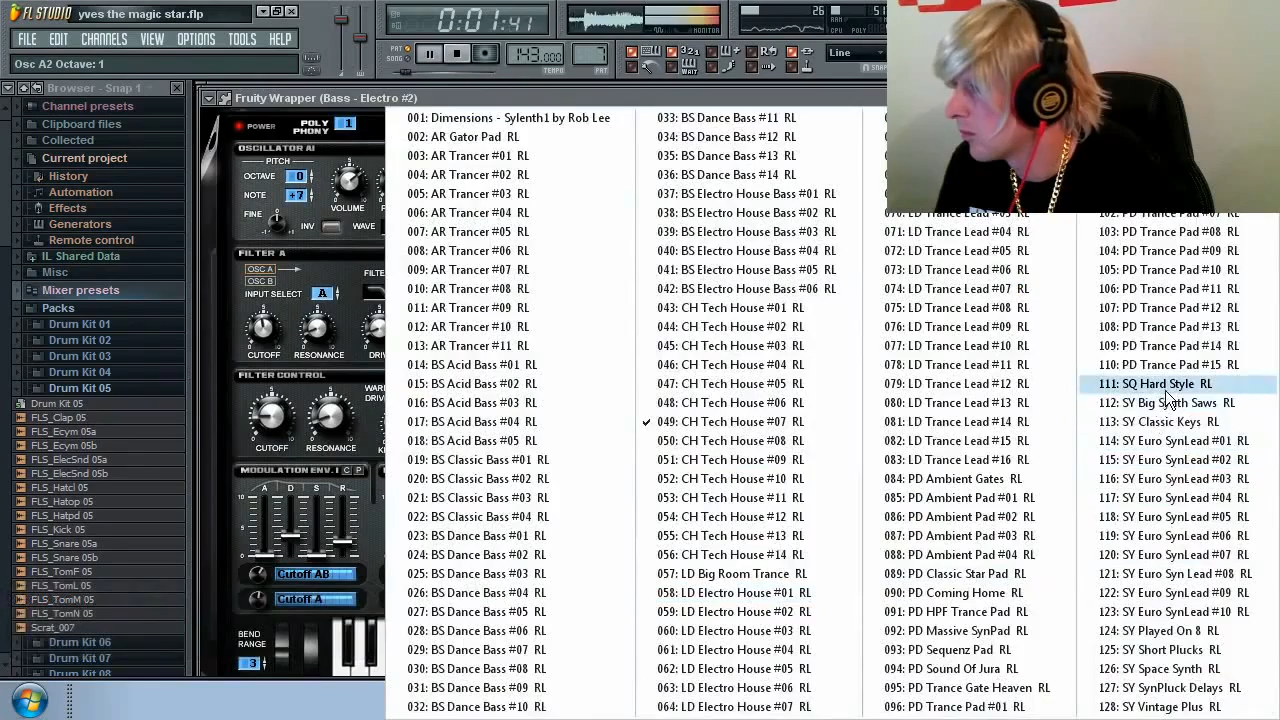 FL STUDIO
yves the magic star.flp
FILE EDIT CHANNELS TOOLS HELP
Osc A2 Octave: 1
0:01:41
MONITOR
26
51
PAT
SONG
143.000
TEMPO
7
PAT
321
WAIT
Line
Browser - Snap 1
Channel presets
Clipboard files
Collected
Current project
History
Automation
Effects
Generators
Remote control
IL Shared Data
Misc
Mixer presets
Packs
Drum Kit 01
Drum Kit 02
Drum Kit 03
Drum Kit 04
Drum Kit 05
Drum Kit 05
FLS_Clap 05
FLS_Ecym 05a
FLS_Ecym 05b
FLS_ElecSnd 05a
FLS_ElecSnd 05b
FLS_Hatcl 05
FLS_Hatop 05
FLS_Hatpd 05
FLS_Kick 05
FLS_Snare 05a
FLS_Snare 05b
FLS_TomF 05
FLS_TomL 05
FLS_TomM 05
FLS_TomN 05
Scrat_007
Drum Kit 06
Drum Kit 07
Drum Kit 08
Fruity Wrapper (Bass - Electro #2)
POWER
POLY
PHONY
1
OSCILLATOR A1
PITCH
OCTAVE 0
NOTE +7
FINE
VOLUME
INV
WAVE
FILTER A
OSC A
OSC B
INPUT SELECT A
CUTOFF RESONANCE
FILTER CONTROL
CUTOFF RESONANCE
MODULATION ENV. 1 C P
A D S R
Cutoff AB
Cutoff A
BEND
RANGE
3
001: Dimensions - Sylenth1 by Rob Lee
002: AR Gator Pad RL
003: AR Trancer #01 RL
004: AR Trancer #02 RL
005: AR Trancer #03 RL
006: AR Trancer #04 RL
007: AR Trancer #05 RL
008: AR Trancer #06 RL
009: AR Trancer #07 RL
010: AR Trancer #08 RL
011: AR Trancer #09 RL
012: AR Trancer #10 RL
013: AR Trancer #11 RL
014: BS Acid Bass #01 RL
015: BS Acid Bass #02 RL
016: BS Acid Bass #03 RL
017: BS Acid Bass #04 RL
018: BS Acid Bass #05 RL
019: BS Classic Bass #01 RL
020: BS Classic Bass #02 RL
021: BS Classic Bass #03 RL
022: BS Classic Bass #04 RL
023: BS Dance Bass #01 RL
024: BS Dance Bass #02 RL
025: BS Dance Bass #03 RL
026: BS Dance Bass #04 RL
027: BS Dance Bass #05 RL
028: BS Dance Bass #06 RL
029: BS Dance Bass #07 RL
030: BS Dance Bass #08 RL
031: BS Dance Bass #09 RL
032: BS Dance Bass #10 RL
033: BS Dance Bass #11 RL
034: BS Dance Bass #12 RL
035: BS Dance Bass #13 RL
036: BS Dance Bass #14 RL
037: BS Electro House Bass #01 RL
038: BS Electro House Bass #02 RL
039: BS Electro House Bass #03 RL
040: BS Electro House Bass #04 RL
041: BS Electro House Bass #05 RL
042: BS Electro House Bass #06 RL
043: CH Tech House #01 RL
044: CH Tech House #02 RL
045: CH Tech House #03 RL
046: CH Tech House #04 RL
047: CH Tech House #05 RL
048: CH Tech House #06 RL
049: CH Tech House #07 RL
050: CH Tech House #08 RL
051: CH Tech House #09 RL
052: CH Tech House #10 RL
053: CH Tech House #11 RL
054: CH Tech House #12 RL
055: CH Tech House #13 RL
056: CH Tech House #14 RL
057: LD Big Room Trance RL
058: LD Electro House #01 RL
059: LD Electro House #02 RL
060: LD Electro House #03 RL
061: LD Electro House #04 RL
062: LD Electro House #05 RL
063: LD Electro House #06 RL
064: LD Electro House #07 RL
070: LD Trance Lead #03 RL
071: LD Trance Lead #04 RL
072: LD Trance Lead #05 RL
073: LD Trance Lead #06 RL
074: LD Trance Lead #07 RL
075: LD Trance Lead #08 RL
076: LD Trance Lead #09 RL
077: LD Trance Lead #10 RL
078: LD Trance Lead #11 RL
079: LD Trance Lead #12 RL
080: LD Trance Lead #13 RL
081: LD Trance Lead #14 RL
082: LD Trance Lead #15 RL
083: LD Trance Lead #16 RL
084: PD Ambient Gates RL
085: PD Ambient Pad #01 RL
086: PD Ambient Pad #02 RL
087: PD Ambient Pad #03 RL
088: PD Ambient Pad #04 RL
089: PD Classic Star Pad RL
090: PD Coming Home RL
091: PD HPF Trance Pad RL
092: PD Massive SynPad RL
093: PD Sequenz Pad RL
094: PD Sound Of Jura RL
095: PD Trance Gate Heaven RL
096: PD Trance Pad #01 RL
102: PD Trance Pad #07 RL
103: PD Trance Pad #08 RL
104: PD Trance Pad #09 RL
105: PD Trance Pad #10 RL
106: PD Trance Pad #11 RL
107: PD Trance Pad #12 RL
108: PD Trance Pad #13 RL
109: PD Trance Pad #14 RL
110: PD Trance Pad #15 RL
111: SQ Hard Style RL
112: SY Big Synth Saws RL
113: SY Classic Keys RL
114: SY Euro SynLead #01 RL
115: SY Euro SynLead #02 RL
116: SY Euro SynLead #03 RL
117: SY Euro SynLead #04 RL
118: SY Euro SynLead #05 RL
119: SY Euro SynLead #06 RL
120: SY Euro SynLead #07 RL
121: SY Euro Syn Lead #08 RL
122: SY Euro SynLead #09 RL
123: SY Euro SynLead #10 RL
124: SY Played On 8 RL
125: SY Short Plucks RL
126: SY Space Synth RL
127: SY SynPluck Delays RL
128: SY Vintage Plus RL